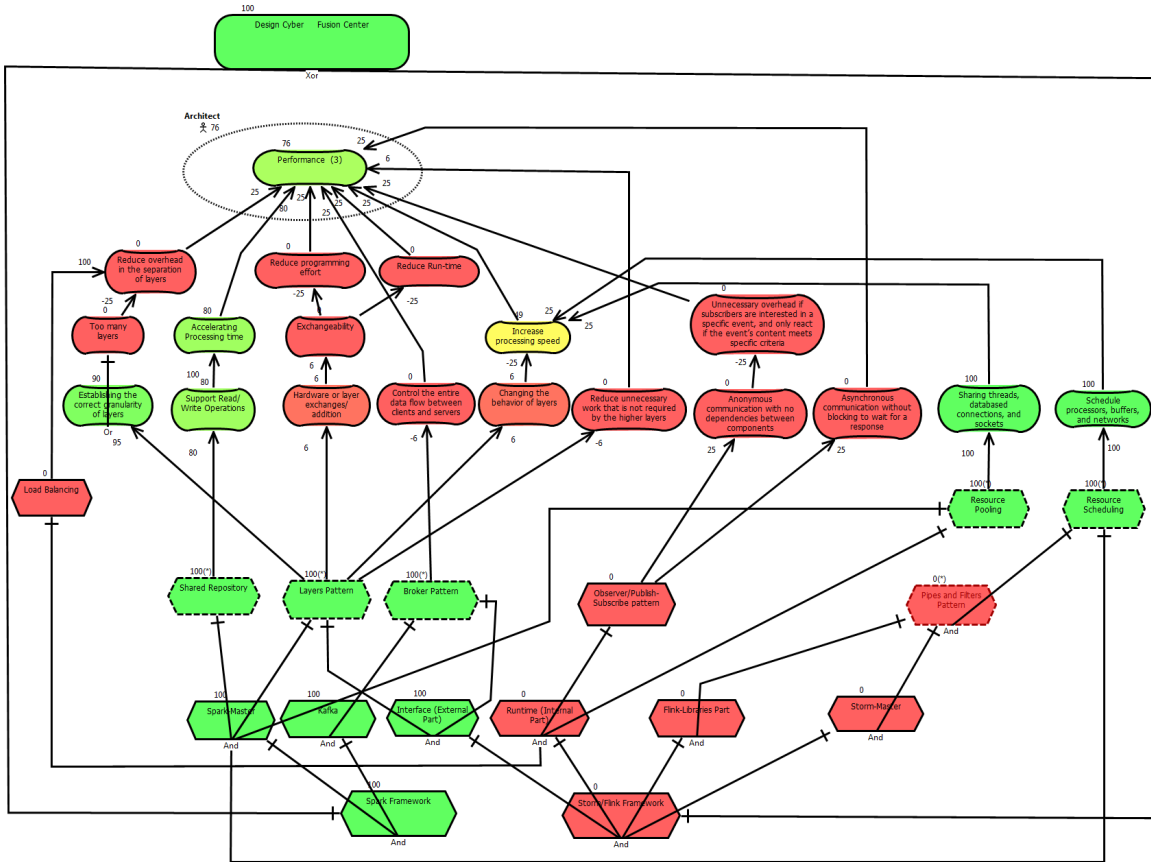 100
Design Cyber Fusion Center
Xor
Architect
76
76
Performance (3)
25
6
25
25
80
25
25
25
25
25
0
Reduce overhead
in the separation
of layers
100
-25
0
Reduce programming
effort
-25
0
Reduce Run-time
-25
0
Too many
layers
80
Accelerating
Processing time
100
Exchangeability
6
49
Increase
processing speed
25
25
-25
0
Unnecessary overhead if
subscribers are interested in a
specific event, and only react
if the event's content meets
specific criteria
-25
90
Establishing the
correct granularity
of layers
Or
95
80
Support Read/
Write Operations
80
6
Hardware or layer
exchanges/
addition
6
0
Control the entire
data flow between
clients and servers
-6
6
Changing the
behavior of layers
6
0
Reduce unnecessary
work that is not required
by the higher layers
-6
0
Anonymous
communication with no
dependencies between
components
25
0
Asynchronous
communication without
blocking to wait for a
response
25
100
Sharing threads,
databased
connections, and
sockets
100
100
Schedule
processors, buffers,
and networks
100
0
Load Balancing
100(*)
Resource
Pooling
100(*)
Resource
Scheduling
100(*)
Shared Repository
100(*)
Layers Pattern
100(*)
Broker Pattern
0
Observer/Publish-
Subscribe pattern
0(*)
Pipes and Filters
Pattern
And
100
Spark-Master
And
100
Kafka
And
100
Interface (External
Part)
And
0
Runtime (Internal
Part)
And
0
Flink-Libraries Part
And
0
Storm-Master
And
100
Spark Framework
And
0
Storm/Flink Framework
And